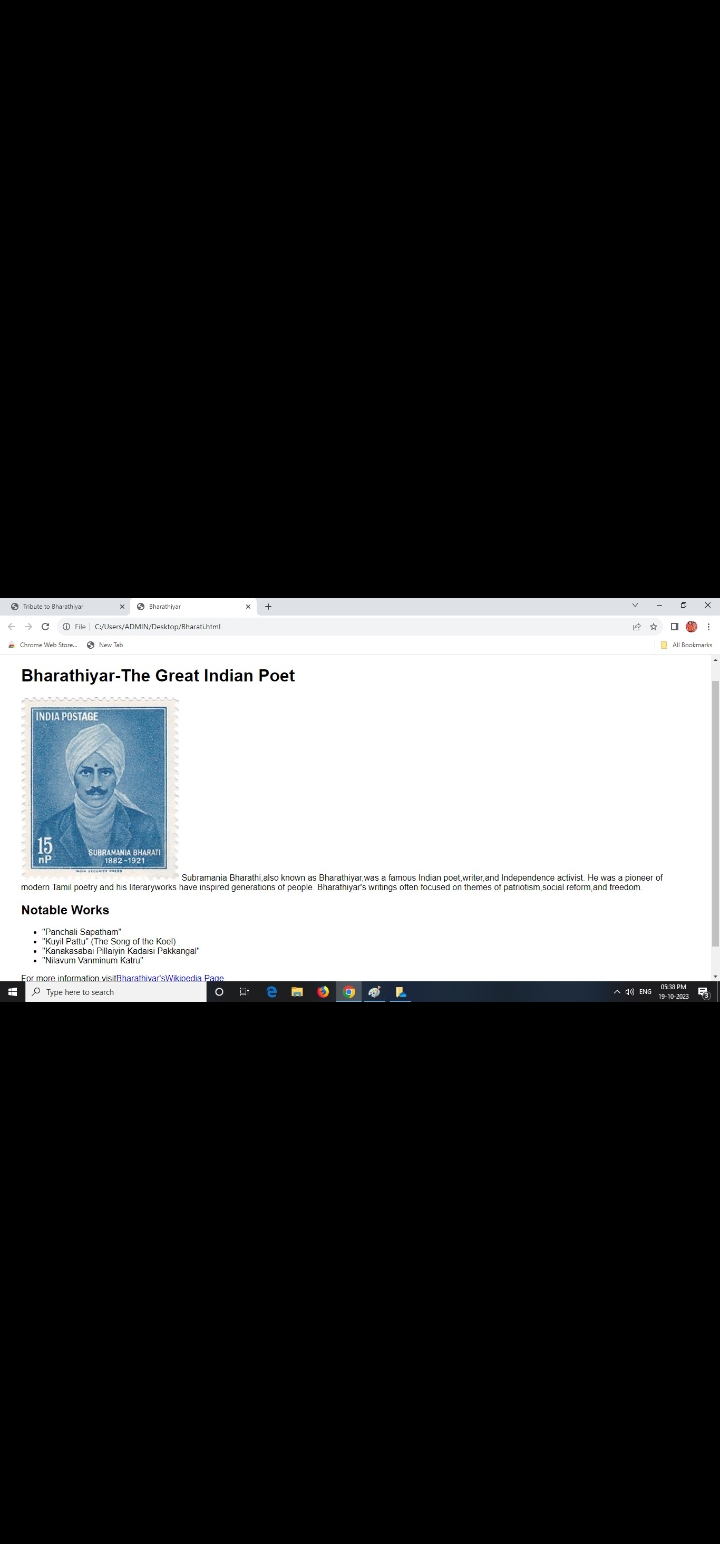 Tribute to Bharathiyar
Bharathiyar
File
C:/Users/ADMIN/Desktop/Bharati.html
Chrome Web Store...
New Tab
All Bookmarks
Bharathiyar-The Great Indian Poet
INDIA POSTAGE
15
nP
SUBRAMANIA BHARATI
1882-1921
INDIA SECURITY PRESS
Subramania Bharathi,also known as Bharathiyar,was a famous Indian poet,writer,and Independence activist. He was a pioneer of
modern Tamil poetry and his literaryworks have inspired generations of people. Bharathiyar's writings often focused on themes of patriotism,social reform,and freedom.
Notable Works
"Panchali Sapatham"
"Kuyil Pattu" (The Song of the Koel)
"Kanakasabai Pillaiyin Kadaisi Pakkangal"
"Nilavum Vanminum Katru"
For more information,visitBharathiyar'sWikipedia Page
Type here to search
ENG
05:38 PM
19-10-2023
3